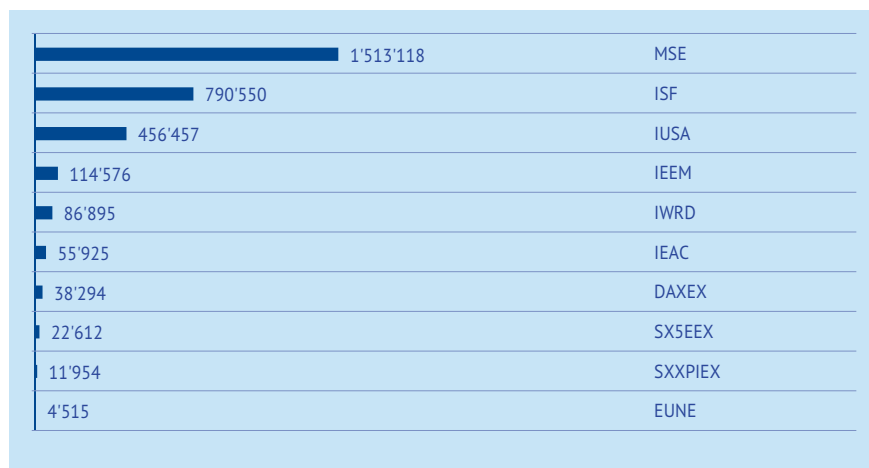 1'513'118 MSE
790'550 ISF
456'457 IUSA
114'576 IEEM
86'895 IWRD
55'925 IEAC
38'294 DAXEX
22'612 SX5EEX
11'954 SXXPIEX
4'515 EUNE